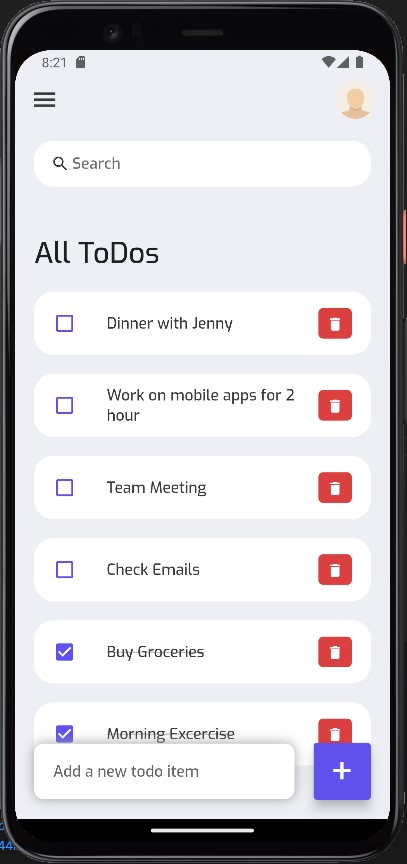 8:21
Search
All ToDos
Dinner with Jenny
Work on mobile apps for 2
hour
Team Meeting
Check Emails
Buy Groceries
Morning Excercise
Add a new todo item
+